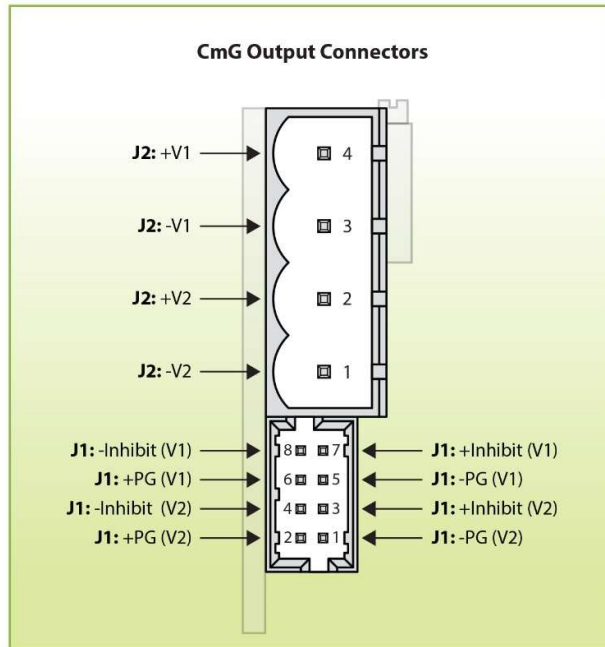 CmG Output Connectors
J2: +V1
4
J2: -V1
3
J2: +V2
2
J2: -V2
1
J1: -Inhibit (V1)
8
7
J1: +Inhibit (V1)
J1: +PG (V1)
6
5
J1: -PG (V1)
J1: -Inhibit (V2)
4
3
J1: +Inhibit (V2)
J1: +PG (V2)
2
1
J1: -PG (V2)